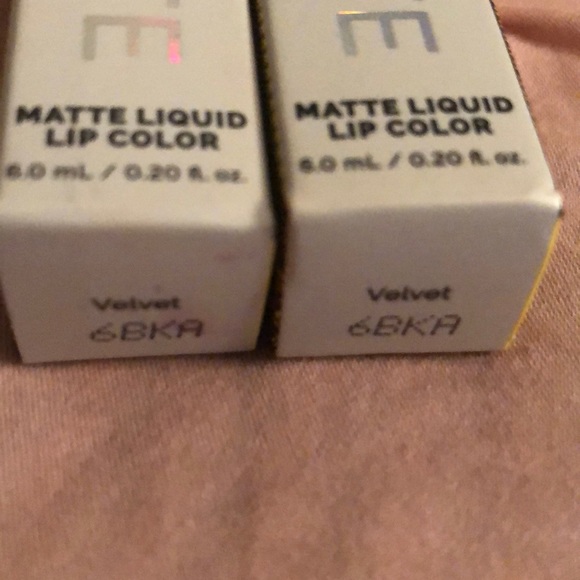 E
MATTE LIQUID
LIP COLOR
6.0 mL / 0.20 fl. oz.
Velvet
6BKA
E
MATTE LIQUID
LIP COLOR
6.0 mL / 0.20 fl. oz.
Velvet
6BKA